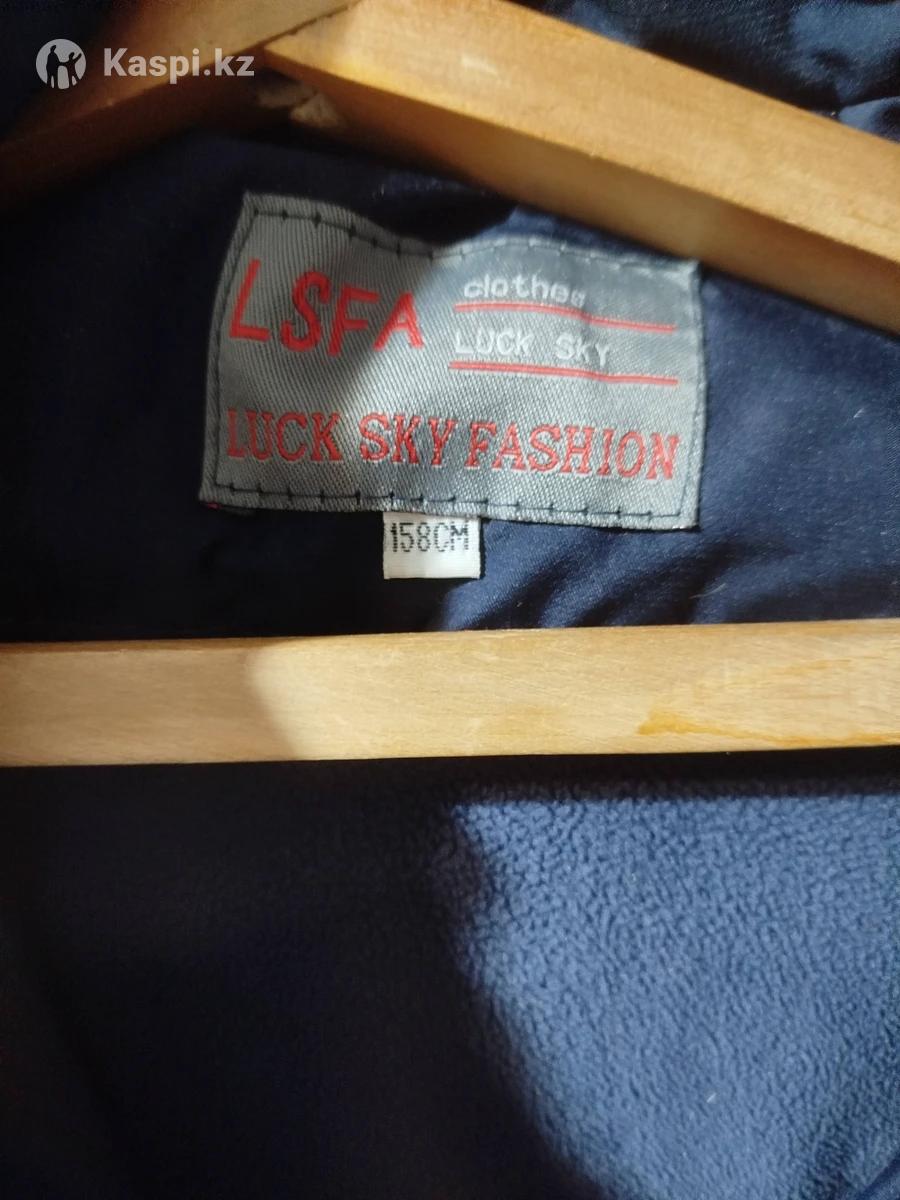 Kaspi.kz
LSFA
clothes
LUCK SKY
LUCK SKY FASHION
158CM